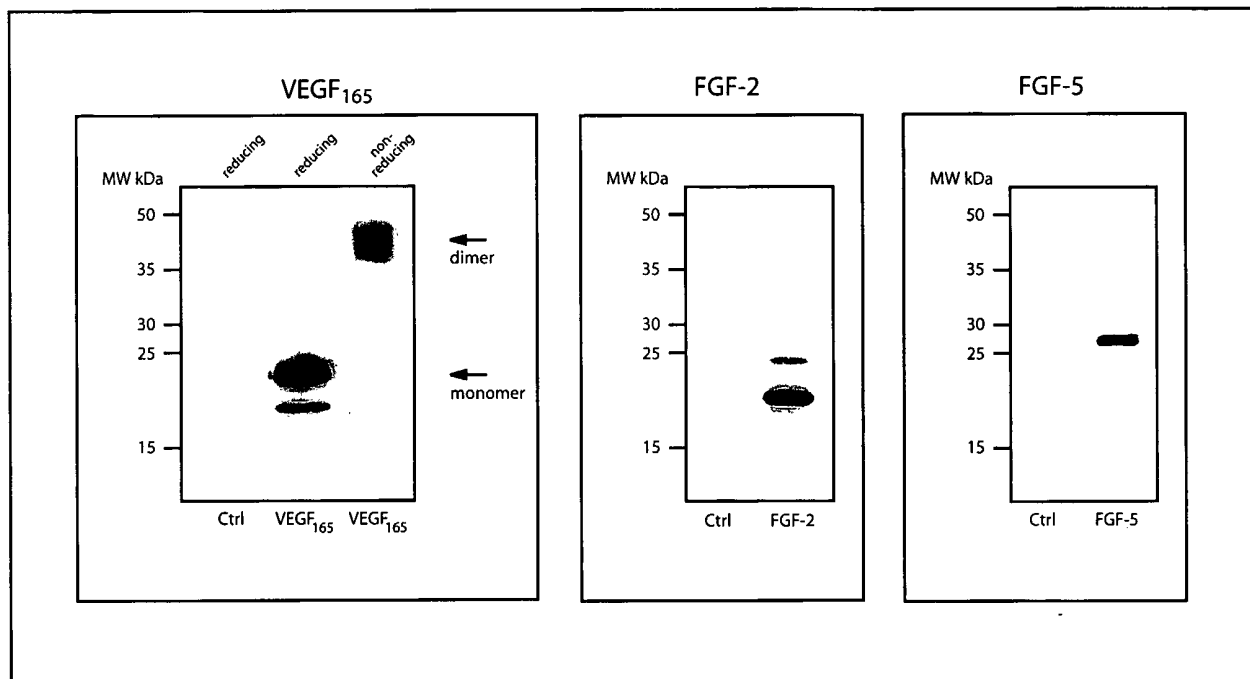 VEGF165
reducing
reducing
non-
reducing
MW kDa
50
35
30
25
15
dimer
monomer
Ctrl
VEGF165
VEGF165
FGF-2
MW kDa
50
35
30
25
15
Ctrl
FGF-2
FGF-5
MW kDa
50
35
30
25
15
Ctrl
FGF-5